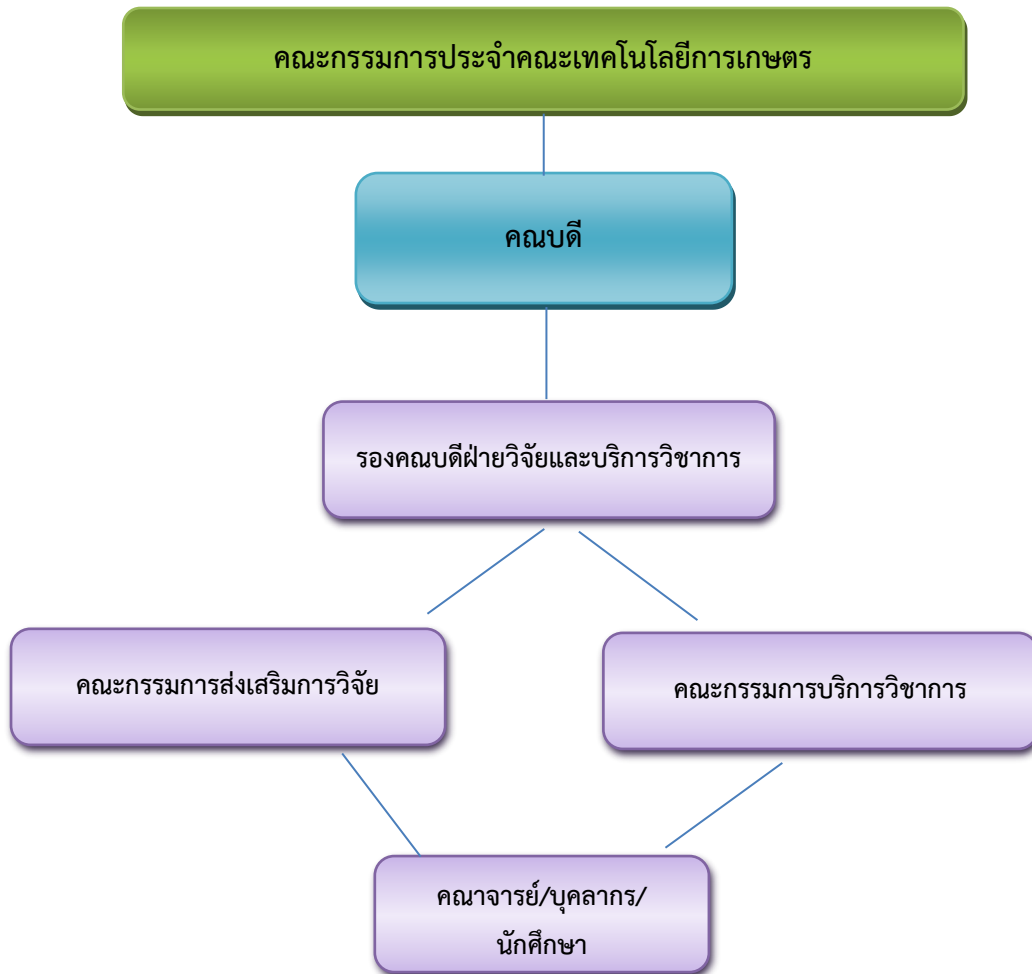 คณะกรรมการประจำคณะเทคโนโลยีการเกษตร
คณบดี
รองคณบดีฝ่ายวิจัยและบริการวิชาการ
คณะกรรมการส่งเสริมการวิจัย
คณะกรรมการบริการวิชาการ
คณาจารย์/บุคลากร/
นักศึกษา